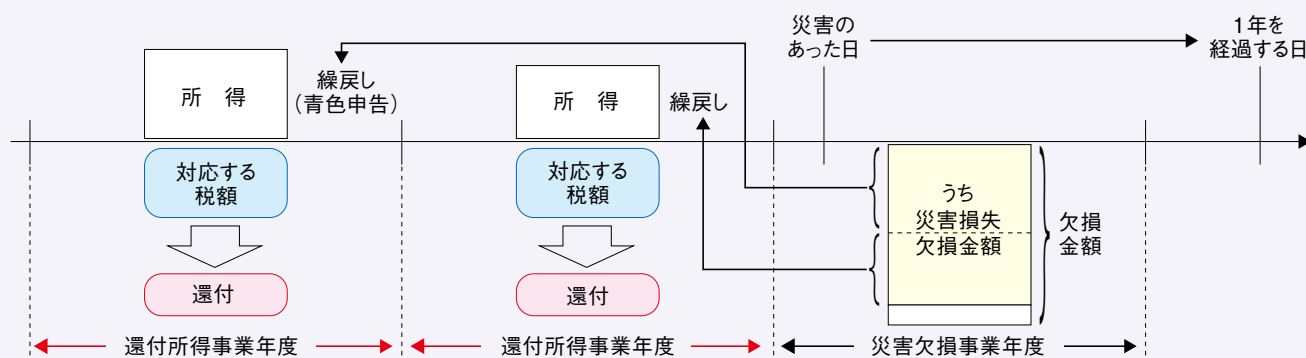 災害の
あった日
1年を
経過する日
所　得
繰戻し
（青色申告）
所　得
繰戻し
対応する
税額
対応する
税額
うち
災害損失
欠損金額
欠損
金額
還付
還付
還付所得事業年度
還付所得事業年度
災害欠損事業年度